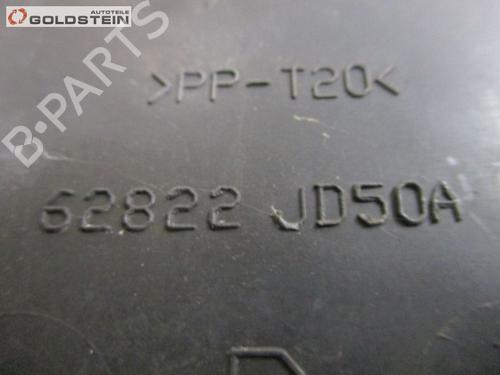 AUTOTEILE
GOLDSTEIN
B-PARTS
>PP-T20<
62822 JD50A